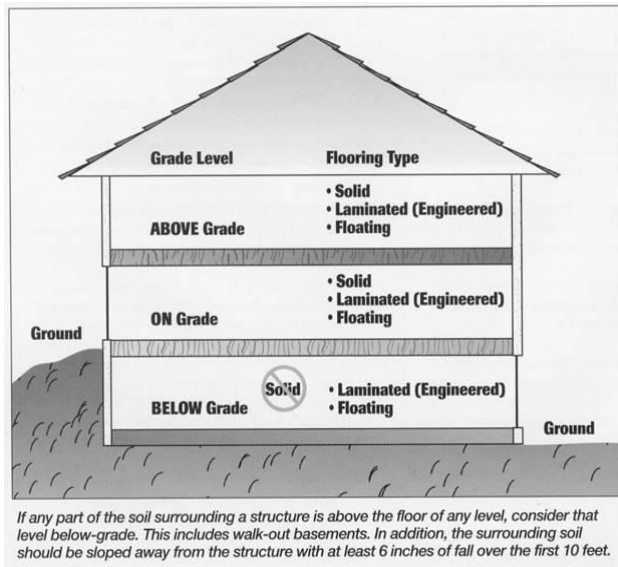 Grade Level Flooring Type
• Solid
• Laminated (Engineered)
ABOVE Grade • Floating
• Solid
• Laminated (Engineered)
ON Grade • Floating
Ground
Solid • Laminated (Engineered)
BELOW Grade • Floating
Ground
If any part of the soil surrounding a structure is above the floor of any level, consider that
level below-grade. This includes walk-out basements. In addition, the surrounding soil
should be sloped away from the structure with at least 6 inches of fall over the first 10 feet.